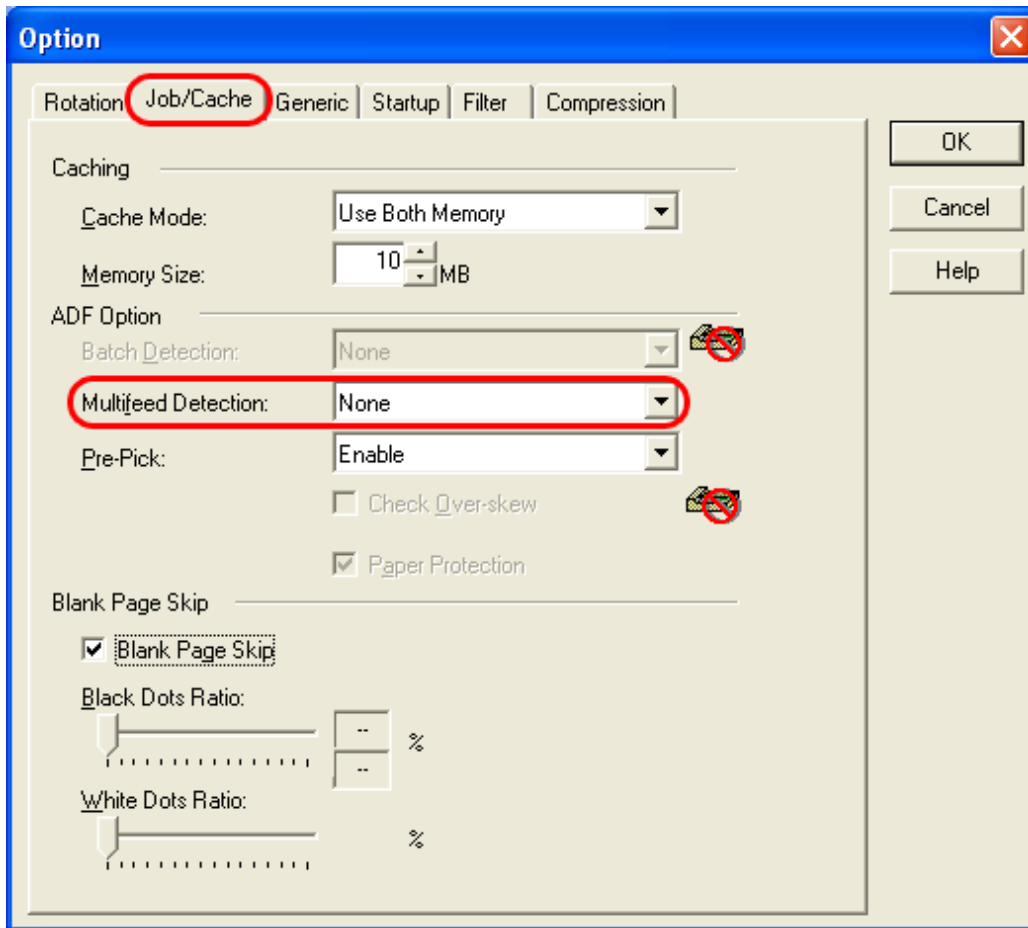 Option
Rotation Job/Cache Generic Startup Filter Compression
OK
Caching
Cache Mode: Use Both Memory
Cancel
Memory Size: 10 MB
Help
ADF Option
Batch Detection: None
Multifeed Detection: None
Pre-Pick: Enable
Check Over-skew
Paper Protection
Blank Page Skip
Blank Page Skip
Black Dots Ratio:
-- %
--
White Dots Ratio:
%